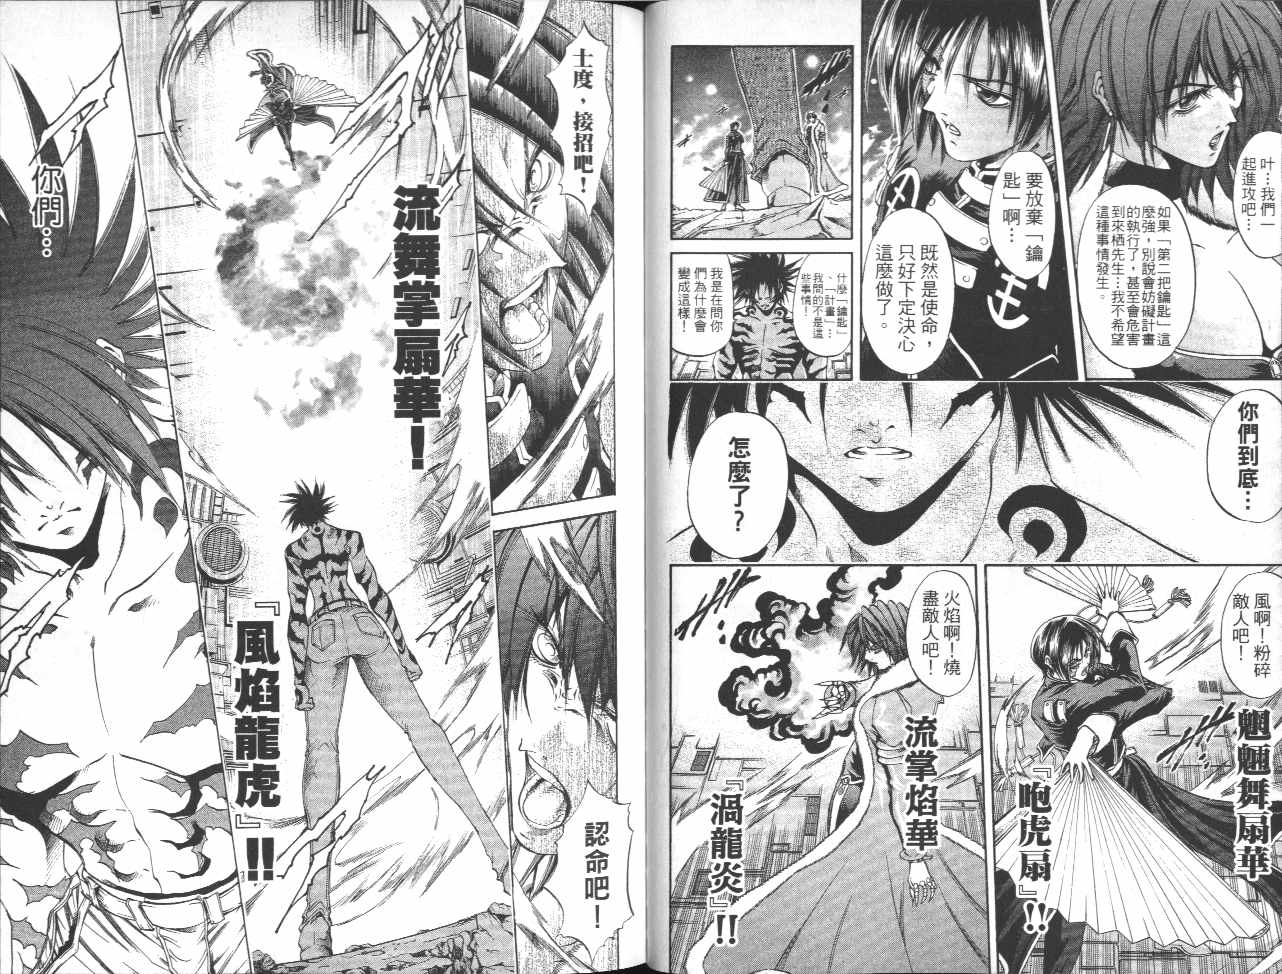 叶…我們一
起進攻吧…
如果「第二把鑰匙」這
麼強，別說會妨礙計畫
的執行了，甚至會危害
到來栖先生…我不希望
這種事情發生。
要放棄「鑰
匙」啊…
既然是使命，
只好下定決心
這麼做了。
什麼「鑰匙」
、「計畫」…
我問的不是這
些事情！
我是在問你
們為什麼會
變成這樣！
你們到底…
怎麼了？
風啊！粉碎
敵人吧！
魍魎舞扇華
『咆虎扇』!!
火焰啊！燒
盡敵人吧！
流掌焰華
『渦龍炎』!!
士度，接招吧！
認命吧！
流舞掌扇華！
『風焰龍虎』!!
你們…